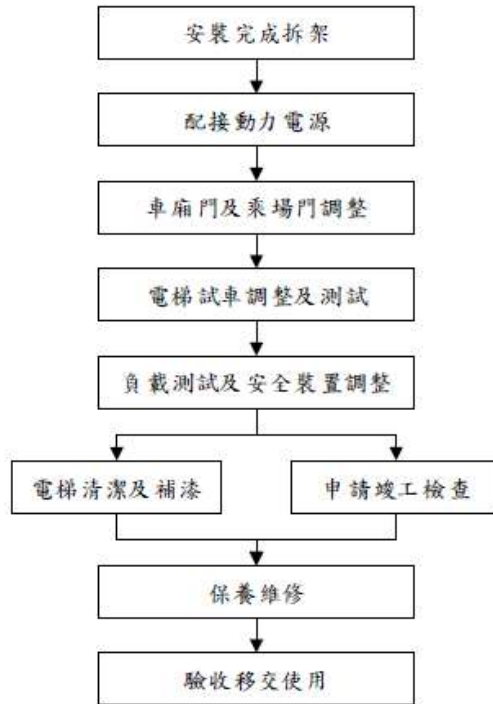 安裝完成拆架
配接動力電源
車廂門及乘場門調整
電梯試車調整及測試
負載測試及安全裝置調整
電梯清潔及補漆
申請竣工檢查
保養維修
驗收移交使用